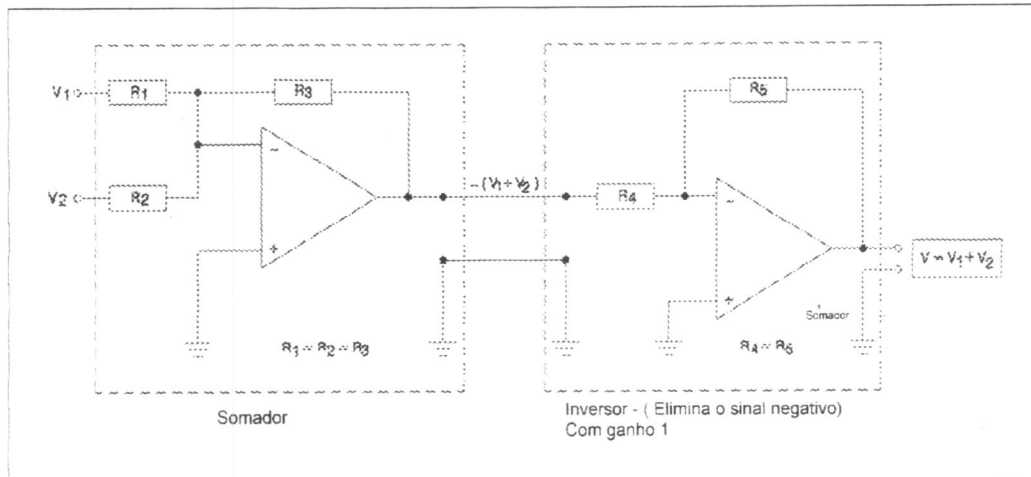 V1
R1
R3
V2
R2
−
+
R1 = R2 = R3
−(V1 + V2)
R4
R5
−
+
Somador
R4 = R5
V = V1 + V2
Somador
Inversor - ( Elimina o sinal negativo)
Com ganho 1